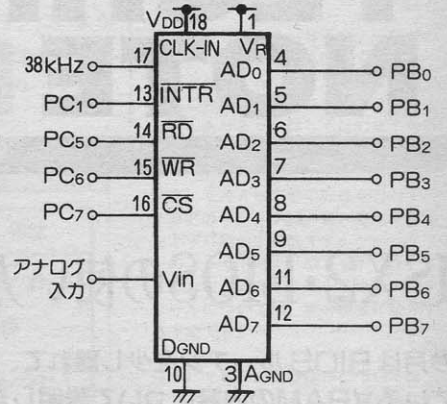 VDD 18 1
CLK-IN VR
38kHz 17
PC1 13 INTR
PC5 14 RD
PC6 15 WR
PC7 16 CS
アナログ
入力
Vin
AD0 4 PB0
AD1 5 PB1
AD2 6 PB2
AD3 7 PB3
AD4 8 PB4
AD5 9 PB5
AD6 11 PB6
AD7 12 PB7
DGND
10 3 AGND